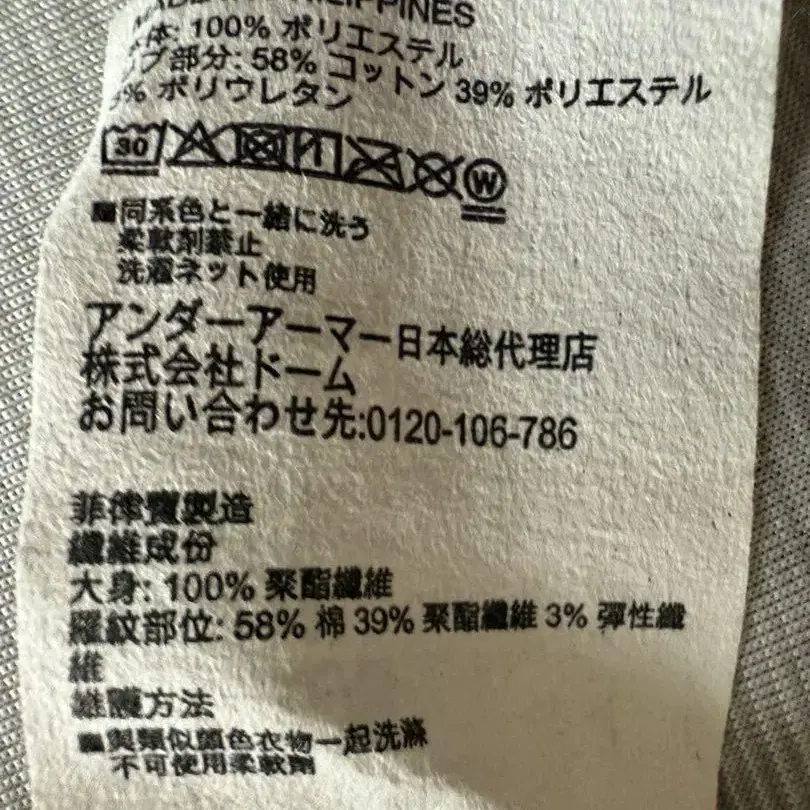 PHILIPPINES
体: 100% ポリエステル
ブ部分: 58% コットン 39% ポリエステル
3% ポリウレタン
30 W
■同系色と一緒に洗う
柔軟剤禁止
洗濯ネット使用
アンダーアーマー日本総代理店
株式会社ドーム
お問い合わせ先:0120-106-786
菲律賓製造
纖維成份
大身: 100% 聚酯纖維
羅紋部位: 58% 棉 39% 聚酯纖維 3% 彈性纖
維
維護方法
■與類似顏色衣物一起洗滌
不可使用柔軟劑